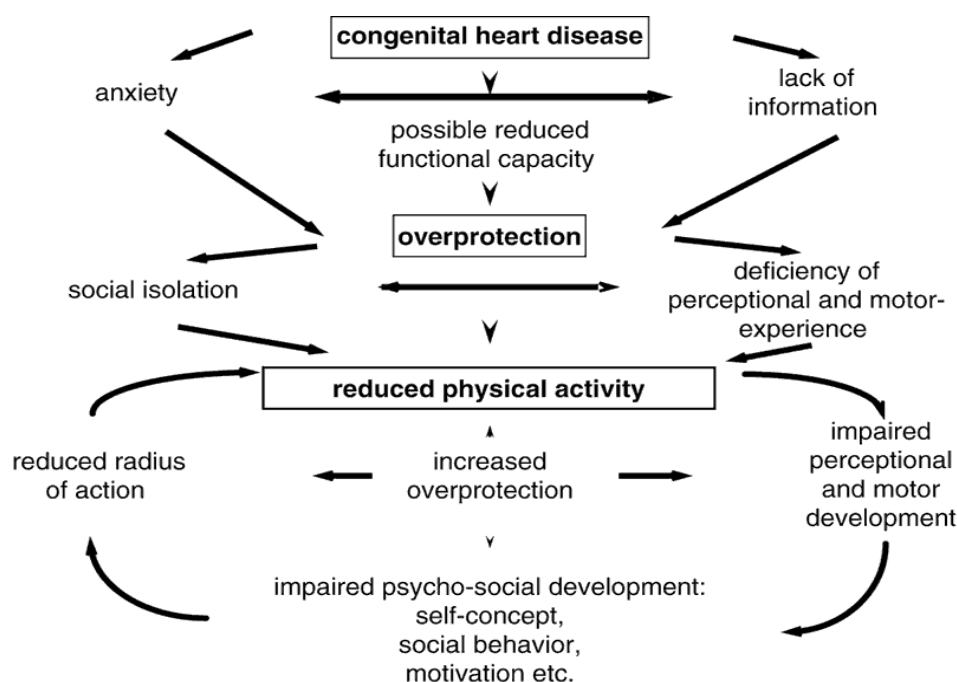 congenital heart disease
anxiety
lack of
information
possible reduced
functional capacity
overprotection
social isolation
deficiency of
perceptional and motor-
experience
reduced physical activity
reduced radius
of action
increased
overprotection
impaired
perceptional
and motor
development
impaired psycho-social development:
self-concept,
social behavior,
motivation etc.